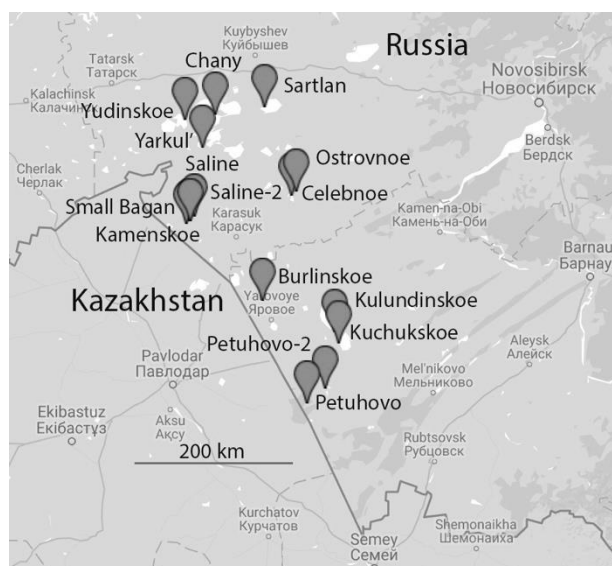 Kuybyshev
Куйбышев
Russia
Tatarsk
Татарск
Chany
Sartlan
Novosibirsk
Новосибирск
Kalachinsk
Калачинск
Yudinskoe
Yarkul'
Berdsk
Бердск
Cherlak
Черлак
Saline
Ostrovnoe
Saline-2
Celebnoe
Small Bagan
Karasuk
Карасук
Kamen-na-Obi
Камень-на-Оби
Kamenskoe
Barnaul
Барнау
Burlinskoe
Yarovoye
Яровое
Kulundinskoe
Kazakhstan
Kuchukskoe
Petuhovo-2
Aleysk
Алейск
Pavlodar
Павлодар
Mel'nikovo
Мельниково
Petuhovo
Aksu
Ақсу
Ekibastuz
Екібастұз
Rubtsovsk
Рубцовск
200 km
Kurchatov
Курчатов
Shemonaikha
Шемонаиха
Semey
Семей